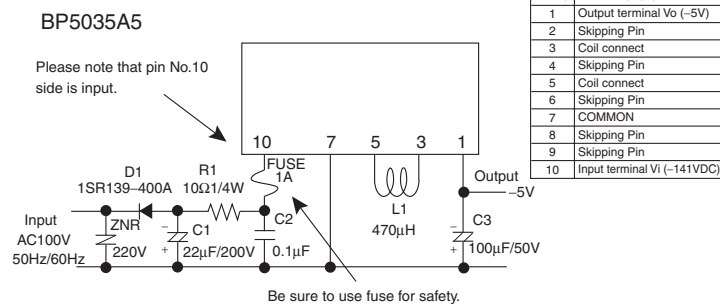 BP5035A5
Please note that pin No.10
side is input.
10 7 5 3 1
FUSE
1A
D1
1SR139–400A
R1
10Ω1/4W
Output
–5V
L1
470μH
Input
AC100V
50Hz/60Hz
ZNR
220V
– C1
+ 22μF/200V
C2
0.1μF
– C3
+ 100μF/50V
Be sure to use fuse for safety.
1 Output terminal Vo (–5V)
2 Skipping Pin
3 Coil connect
4 Skipping Pin
5 Coil connect
6 Skipping Pin
7 COMMON
8 Skipping Pin
9 Skipping Pin
10 Input terminal Vi (–141VDC)